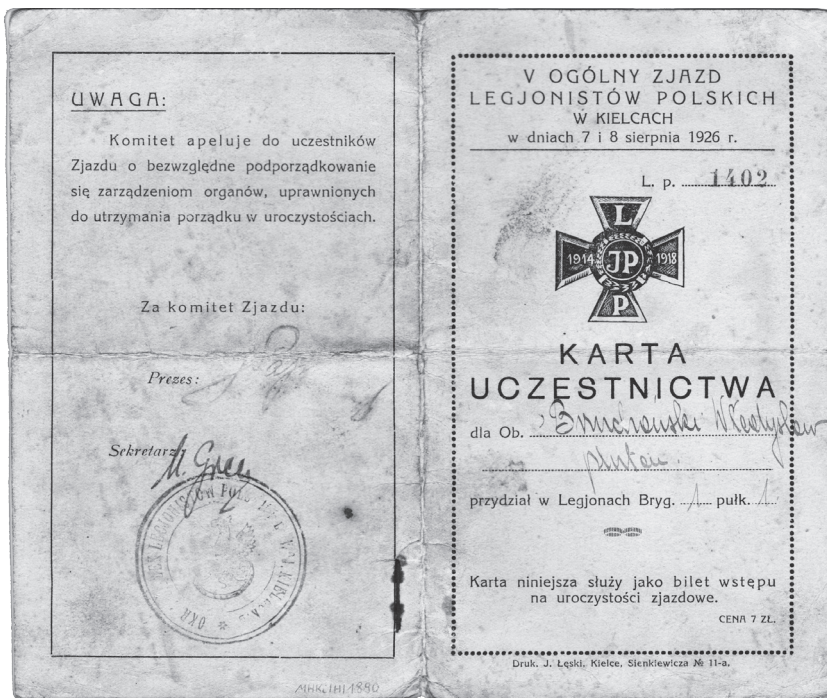 UWAGA:
Komitet apeluje do uczestników
Zjazdu o bezwzględne podporządkowanie
się zarządzeniom organów, uprawnionych
do utrzymania porządku w uroczystościach.
Za komitet Zjazdu:
Prezes:
Sekretarz:
MHK/H/1880
V OGÓLNY ZJAZD
LEGJONISTÓW POLSKICH
W KIELCACH
w dniach 7 i 8 sierpnia 1926 r.
L. p. 1402
L
1914 JP 1918
P
KARTA
UCZESTNICTWA
dla Ob. Władysław
przydział w Legjonach Bryg. 1 pułk. 1
Karta niniejsza służy jako bilet wstępu
na uroczystości zjazdowe.
CENA 7 ZŁ.
Druk. J. Łęski, Kielce, Sienkiewicza № 11-a.